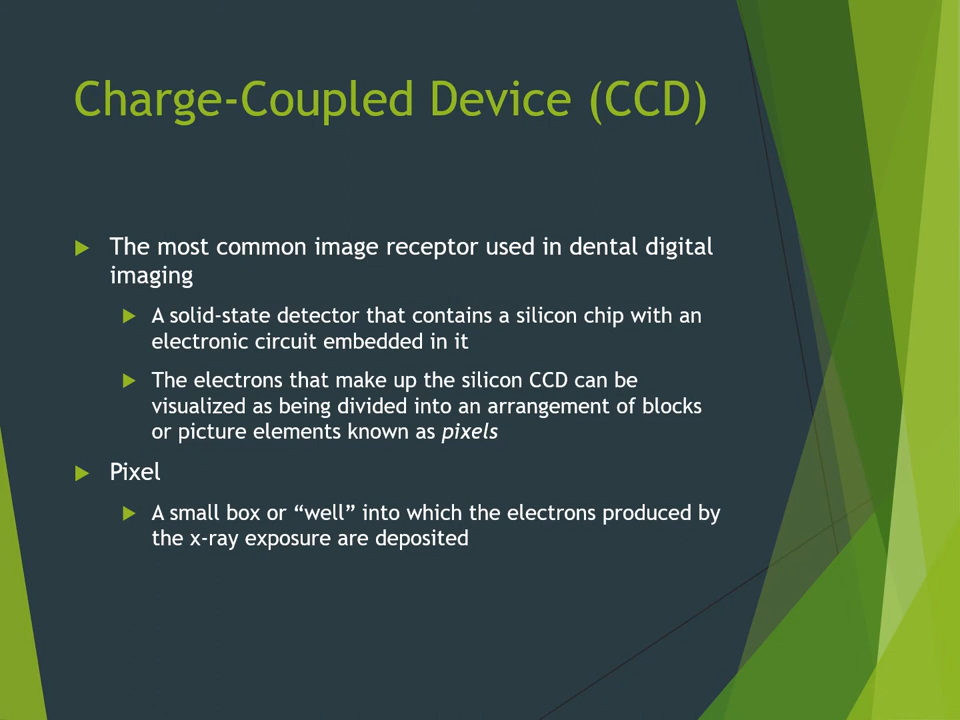 Charge-Coupled Device (CCD)
The most common image receptor used in dental digital
imaging
A solid-state detector that contains a silicon chip with an
electronic circuit embedded in it
The electrons that make up the silicon CCD can be
visualized as being divided into an arrangement of blocks
or picture elements known as pixels
Pixel
A small box or “well” into which the electrons produced by
the x-ray exposure are deposited